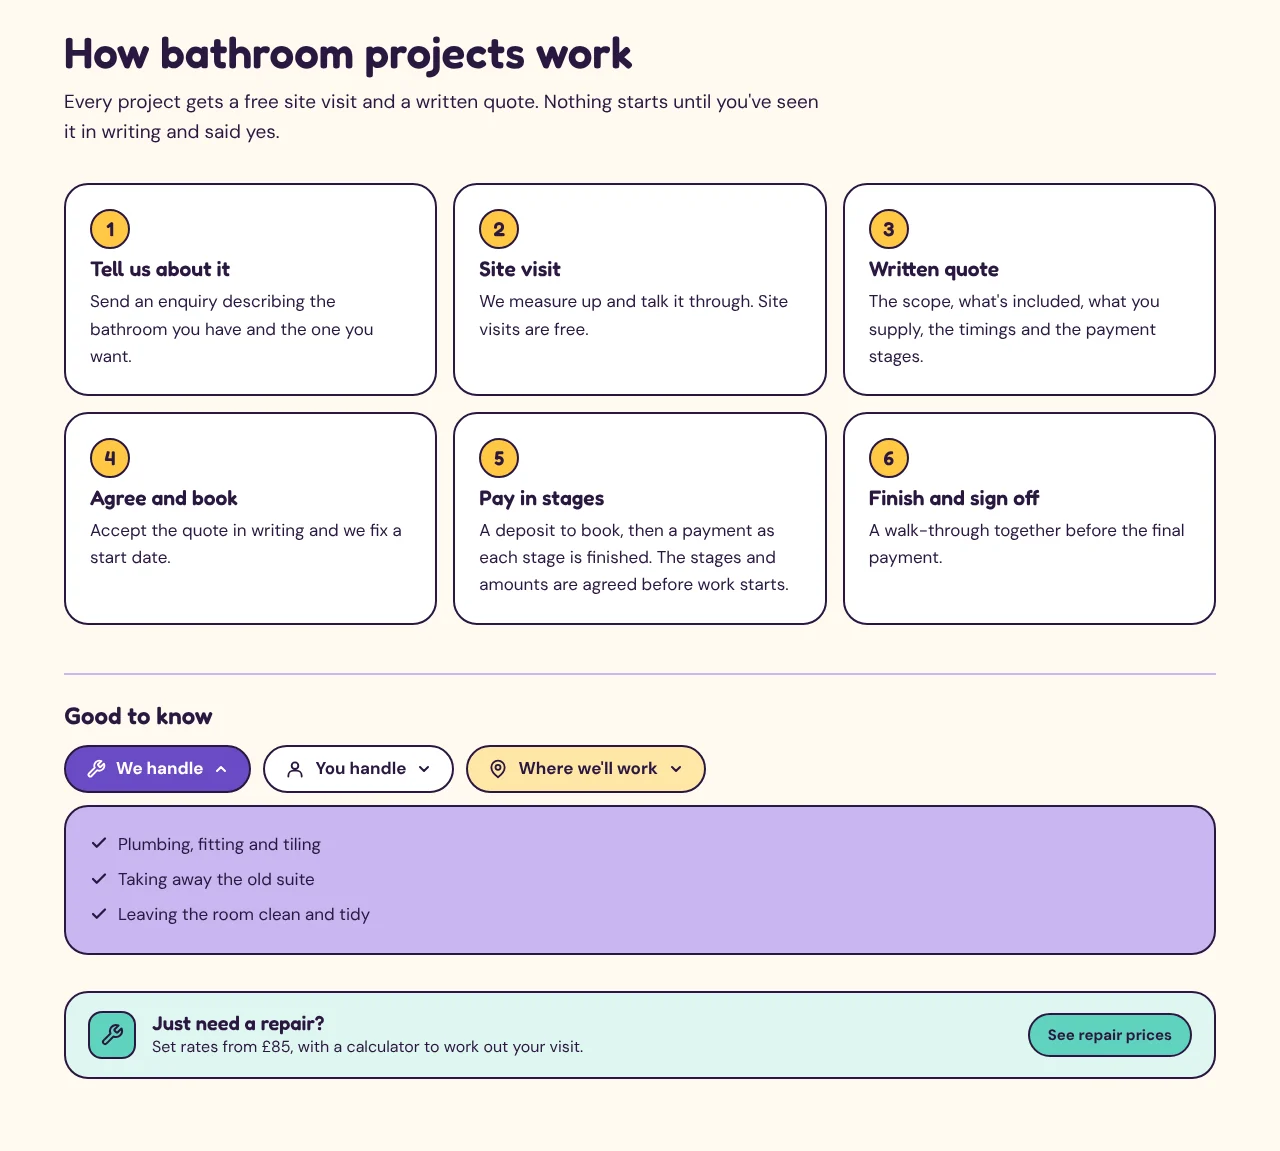 How bathroom projects work
Every project gets a free site visit and a written quote. Nothing starts until you've seen
it in writing and said yes.
1
Tell us about it
Send an enquiry describing the
bathroom you have and the one you
want.
2
Site visit
We measure up and talk it through. Site
visits are free.
3
Written quote
The scope, what's included, what you
supply, the timings and the payment
stages.
4
Agree and book
Accept the quote in writing and we fix a
start date.
5
Pay in stages
A deposit to book, then a payment as
each stage is finished. The stages and
amounts are agreed before work starts.
6
Finish and sign off
A walk-through together before the final
payment.
Good to know
We handle
You handle
Where we'll work
Plumbing, fitting and tiling
Taking away the old suite
Leaving the room clean and tidy
Just need a repair?
Set rates from £85, with a calculator to work out your visit.
See repair prices